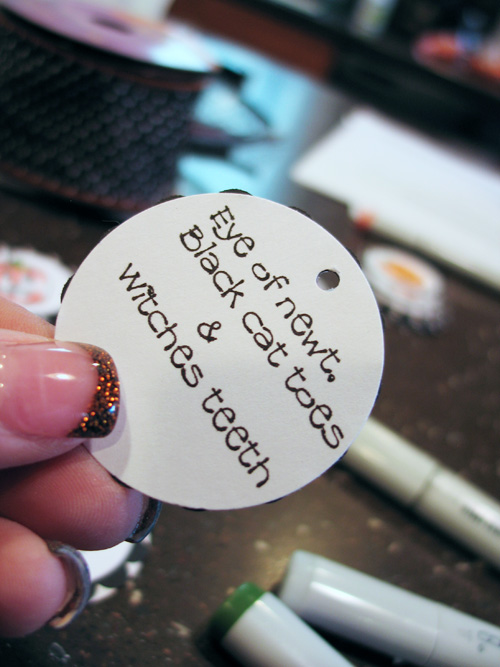 Eye of newt.
Black cat toes
&
witches teeth